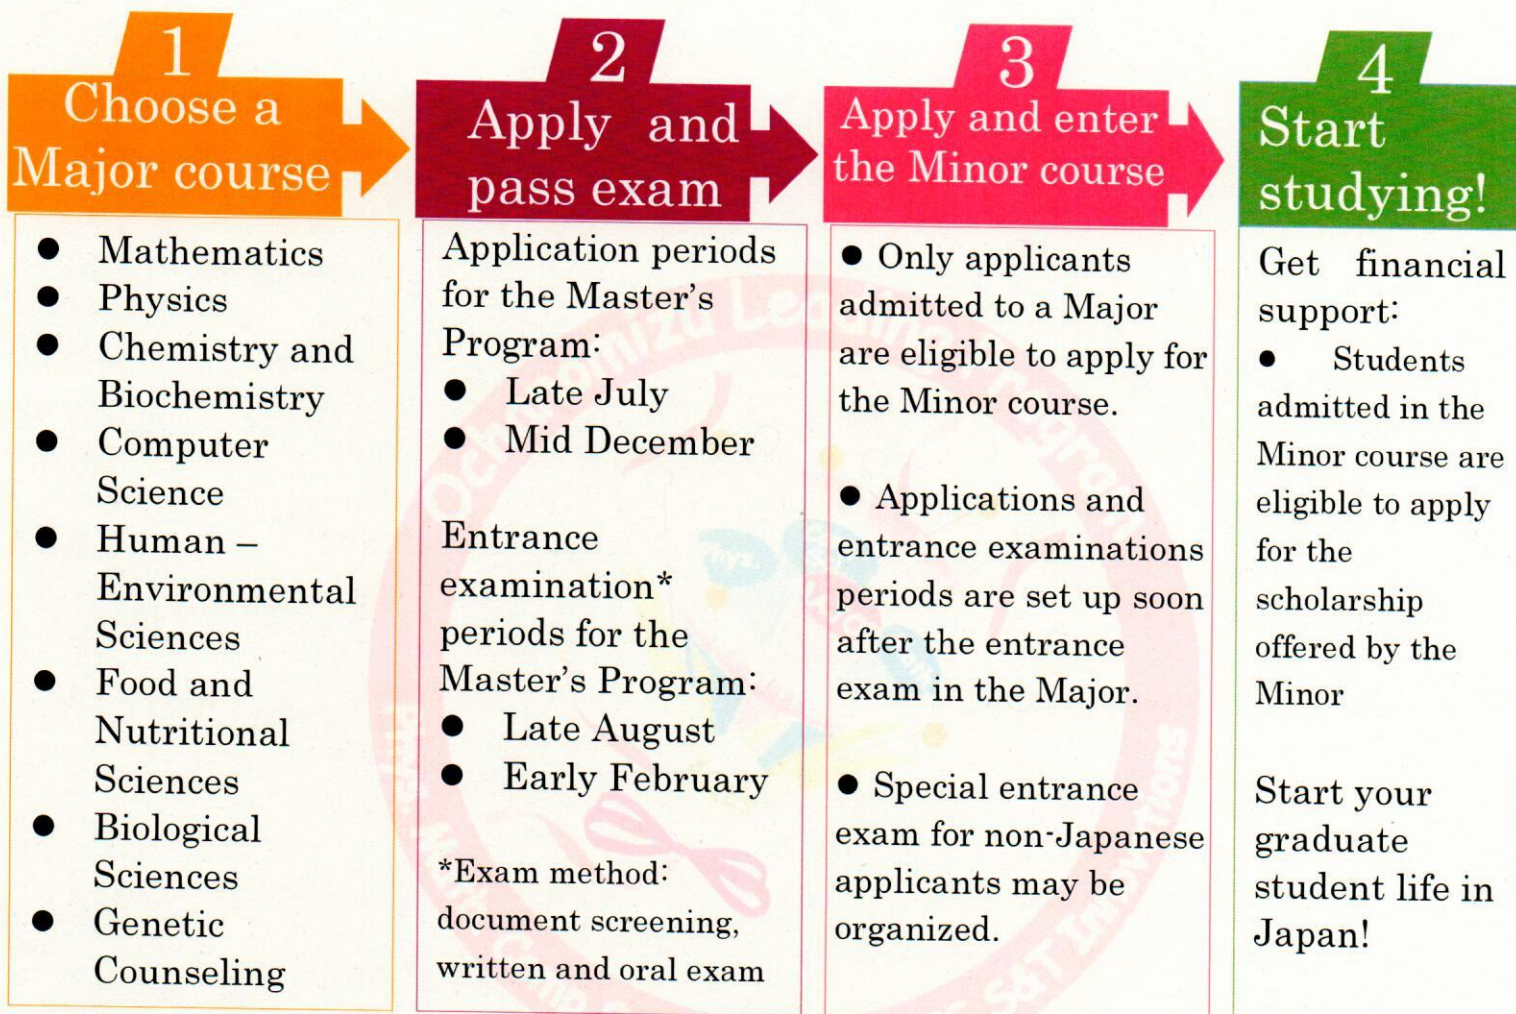 1
Choose a
Major course
● Mathematics
● Physics
● Chemistry and
Biochemistry
● Computer
Science
● Human –
Environmental
Sciences
● Food and
Nutritional
Sciences
● Biological
Sciences
● Genetic
Counseling
2
Apply and
pass exam
Application periods
for the Master's
Program:
● Late July
● Mid December
Entrance
examination*
periods for the
Master's Program:
● Late August
● Early February
*Exam method:
document screening,
written and oral exam
3
Apply and enter
the Minor course
● Only applicants
admitted to a Major
are eligible to apply for
the Minor course.
● Applications and
entrance examinations
periods are set up soon
after the entrance
exam in the Major.
● Special entrance
exam for non-Japanese
applicants may be
organized.
4
Start
studying!
Get financial
support:
● Students
admitted in the
Minor course are
eligible to apply
for the
scholarship
offered by the
Minor
Start your
graduate
student life in
Japan!